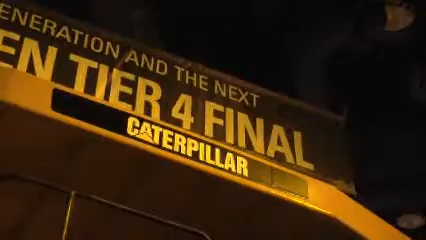 ENERATION AND THE NEXT
EN TIER 4 FINAL
CATERPILLAR